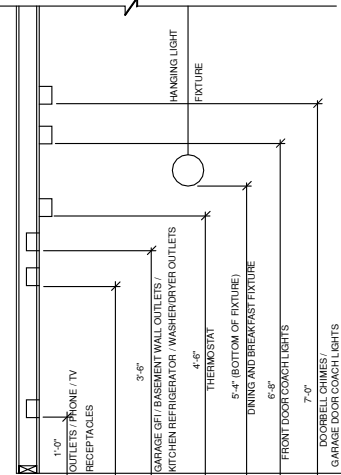 HANGING LIGHT
FIXTURE
1'-0"
OUTLETS / PHONE / TV
RECEPTACLES
3'-6"
GARAGE GFI / BASEMENT WALL OUTLETS /
KITCHEN REFRIGERATOR / WASHER/DRYER OUTLETS
4'-6"
THERMOSTAT
5'-4" (BOTTOM OF FIXTURE)
DINING AND BREAKFAST FIXTURE
6'-8"
FRONT DOOR COACH LIGHTS
7'-0"
DOORBELL CHIMES /
GARAGE DOOR COACH LIGHTS